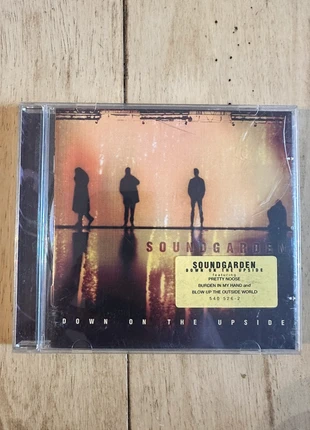 SOUNDGARDEN
SOUNDGARDEN
DOWN ON THE UPSIDE
featuring
PRETTY NOOSE
BURDEN IN MY HAND and
BLOW UP THE OUTSIDE WORLD
540 526-2
DOWN ON THE UPSIDE